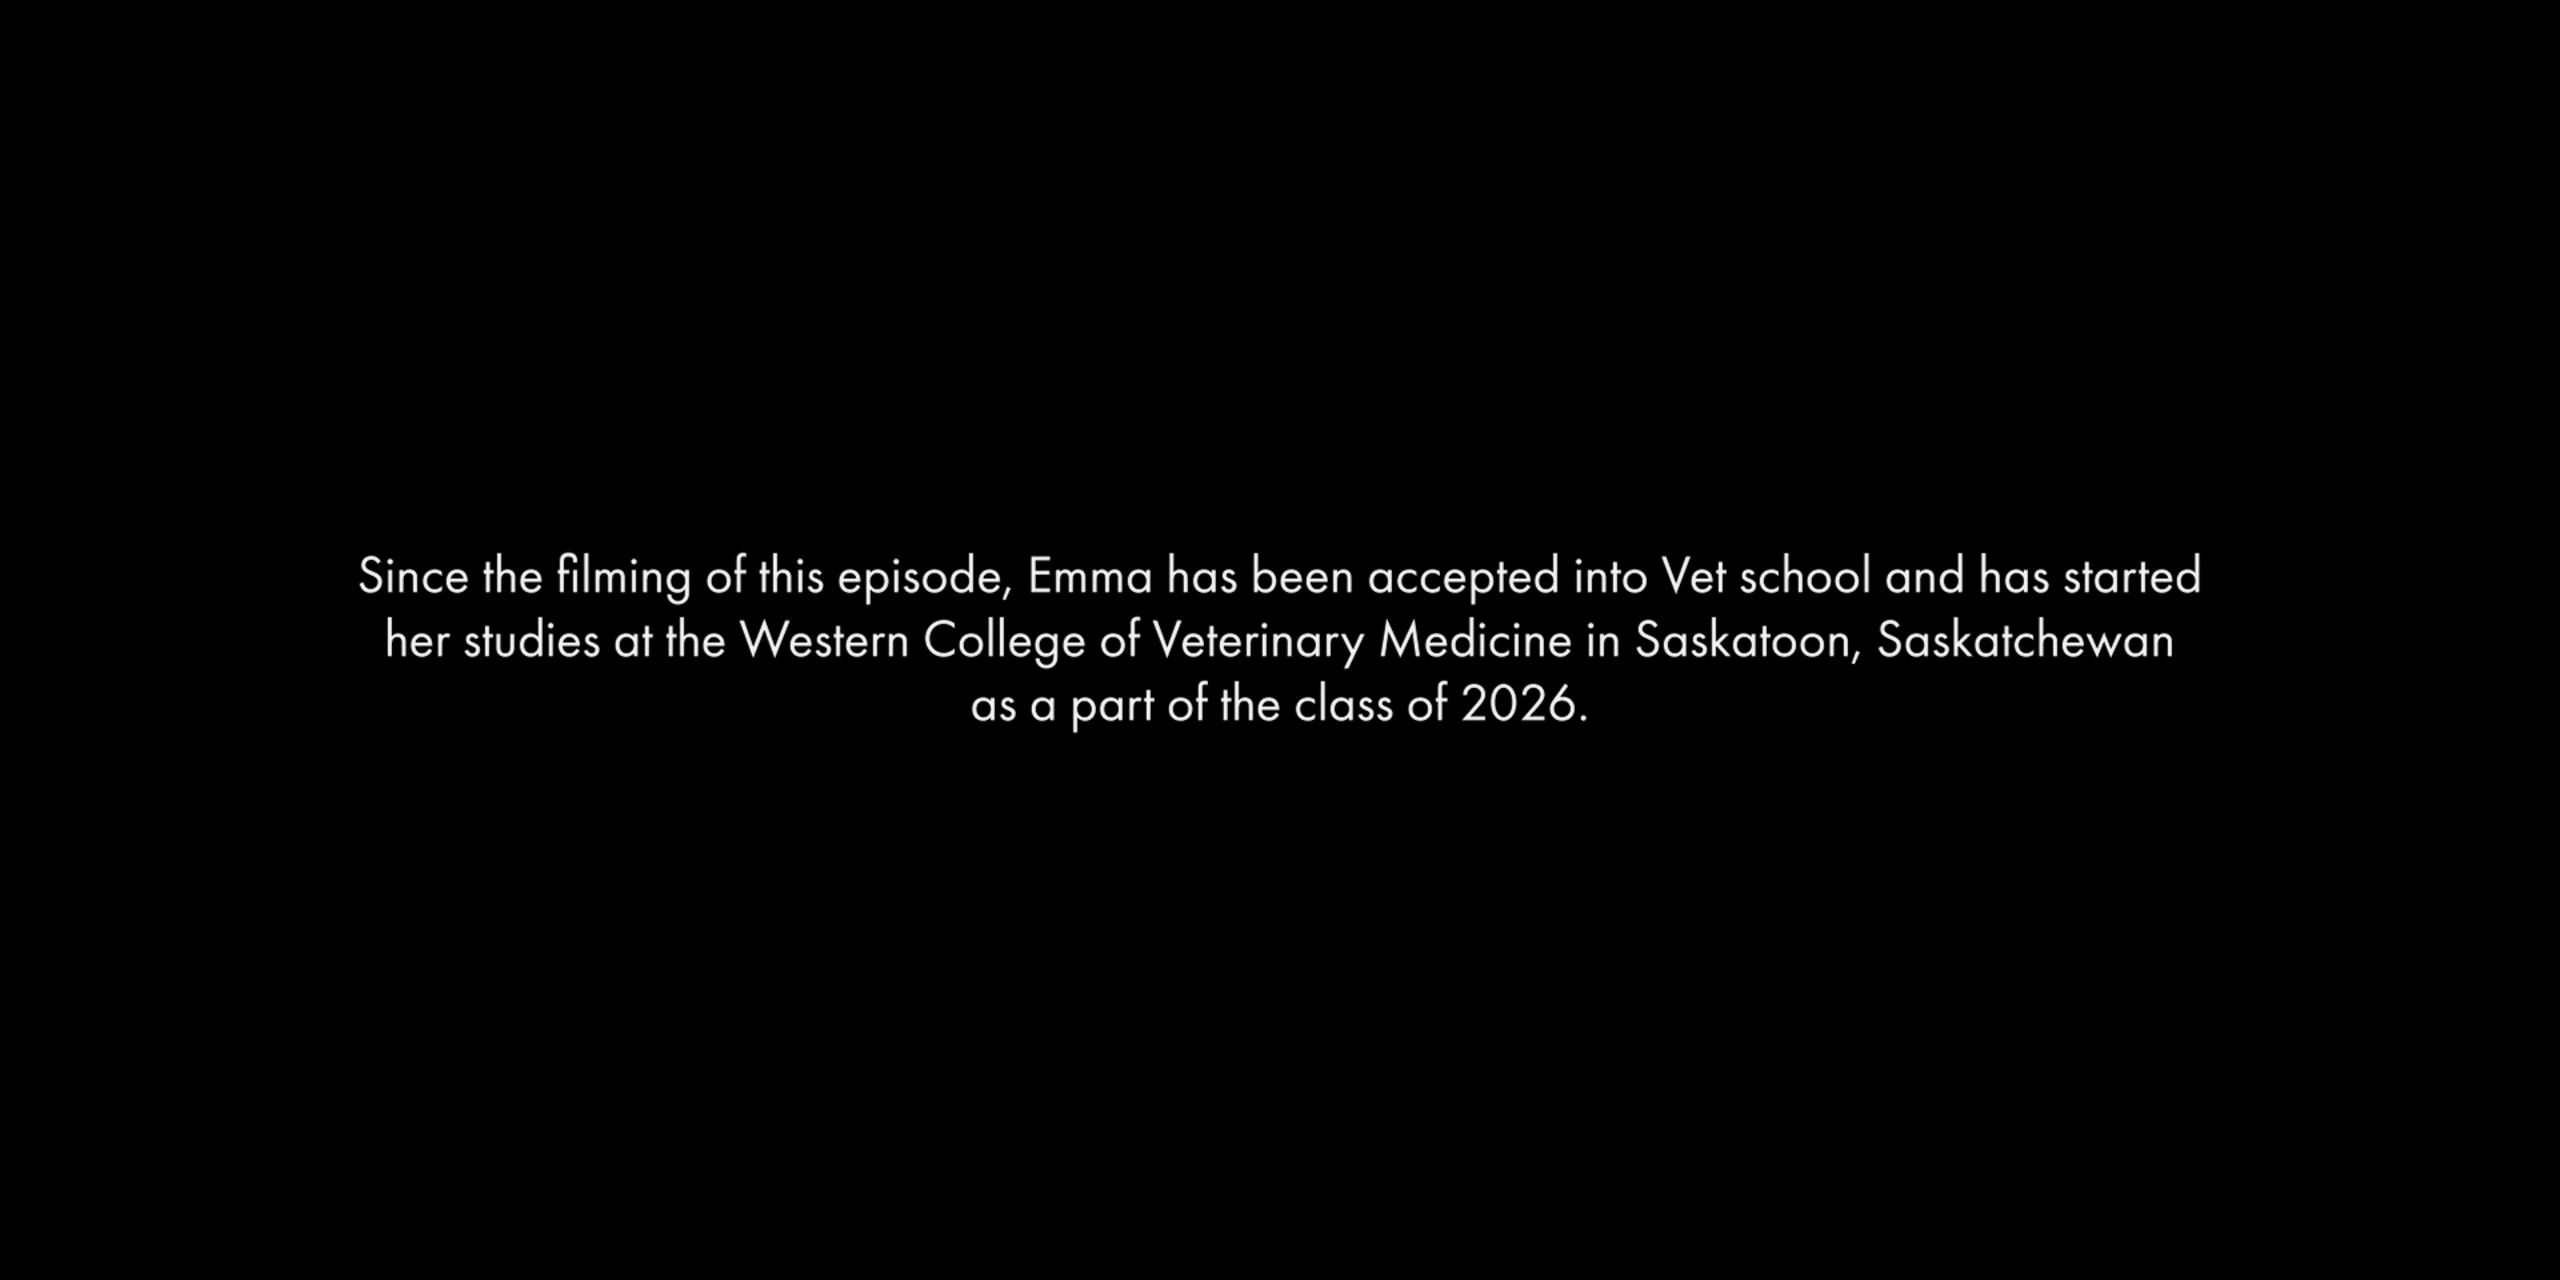 Since the filming of this episode, Emma has been accepted into Vet school and has started
her studies at the Western College of Veterinary Medicine in Saskatoon, Saskatchewan
as a part of the class of 2026.